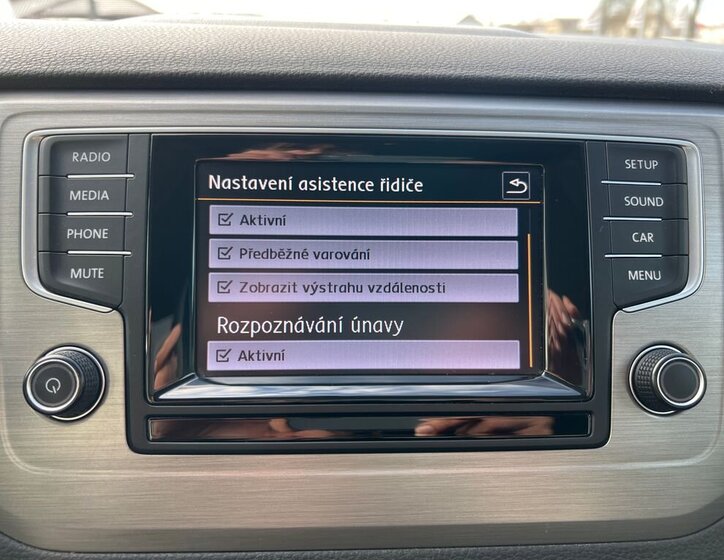 RADIO
MEDIA
PHONE
MUTE
Nastavení asistence řidiče
Aktivní
Předběžné varování
Zobrazit výstrahu vzdálenosti
Rozpoznávání únavy
Aktivní
SETUP
SOUND
CAR
MENU